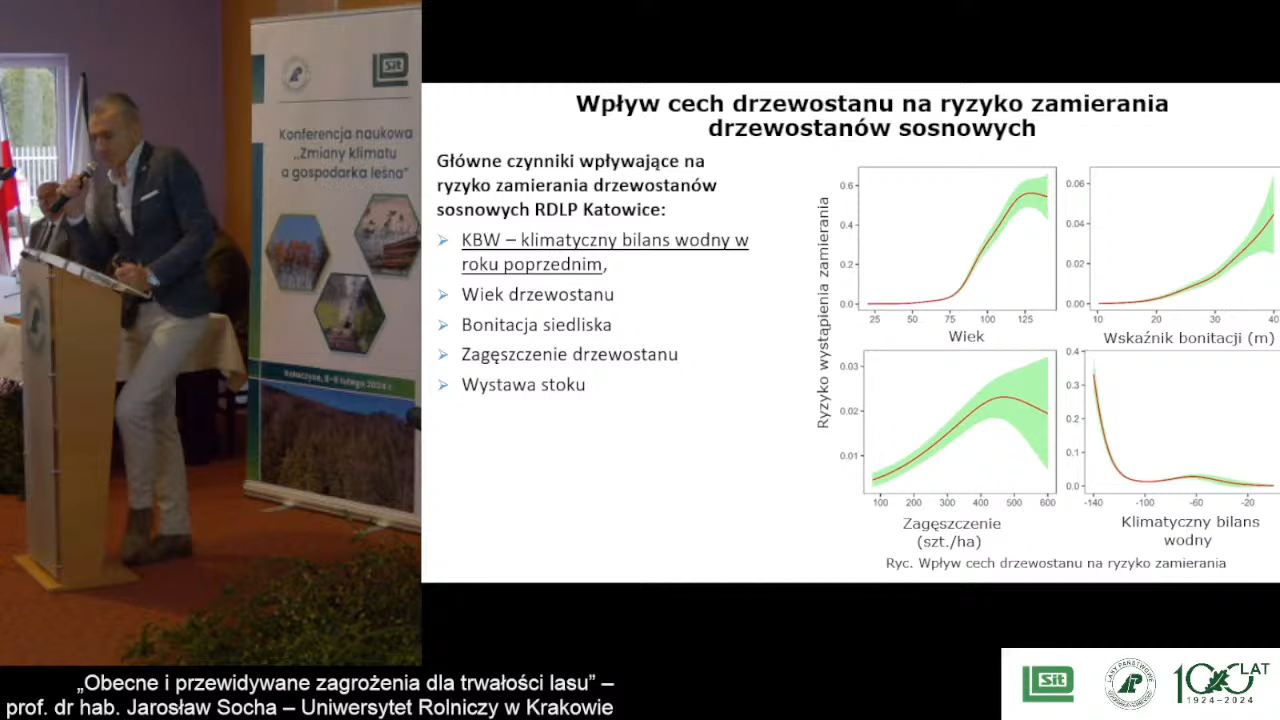 Sit
Konferencja naukowa
„Zmiany klimatu
a gospodarka leśna”
Wpływ cech drzewostanu na ryzyko zamierania
drzewostanów sosnowych
Główne czynniki wpływające na
ryzyko zamierania drzewostanów
sosnowych RDLP Katowice:
KBW – klimatyczny bilans wodny w
roku poprzednim,
Wiek drzewostanu
Bonitacja siedliska
Zagęszczenie drzewostanu
Wystawa stoku
Ryzyko wystąpienia zamierania
0.6
0.4
0.2
0.0
25 50 75 100 125
Wiek
0.06
0.04
0.02
0.00
10 20 30 40
Wskaźnik bonitacji (m)
0.03
0.02
0.01
100 200 300 400 500 600
Zagęszczenie
(szt./ha)
0.4
0.3
0.2
0.1
0.0
-140 -100 -60 -20
Klimatyczny bilans
wodny
Ryc. Wpływ cech drzewostanu na ryzyko zamierania
„Obecne i przewidywane zagrożenia dla trwałości lasu” –
prof. dr hab. Jarosław Socha – Uniwersytet Rolniczy w Krakowie
Sit
LASY PAŃSTWOWE
100 LAT
1924–2024